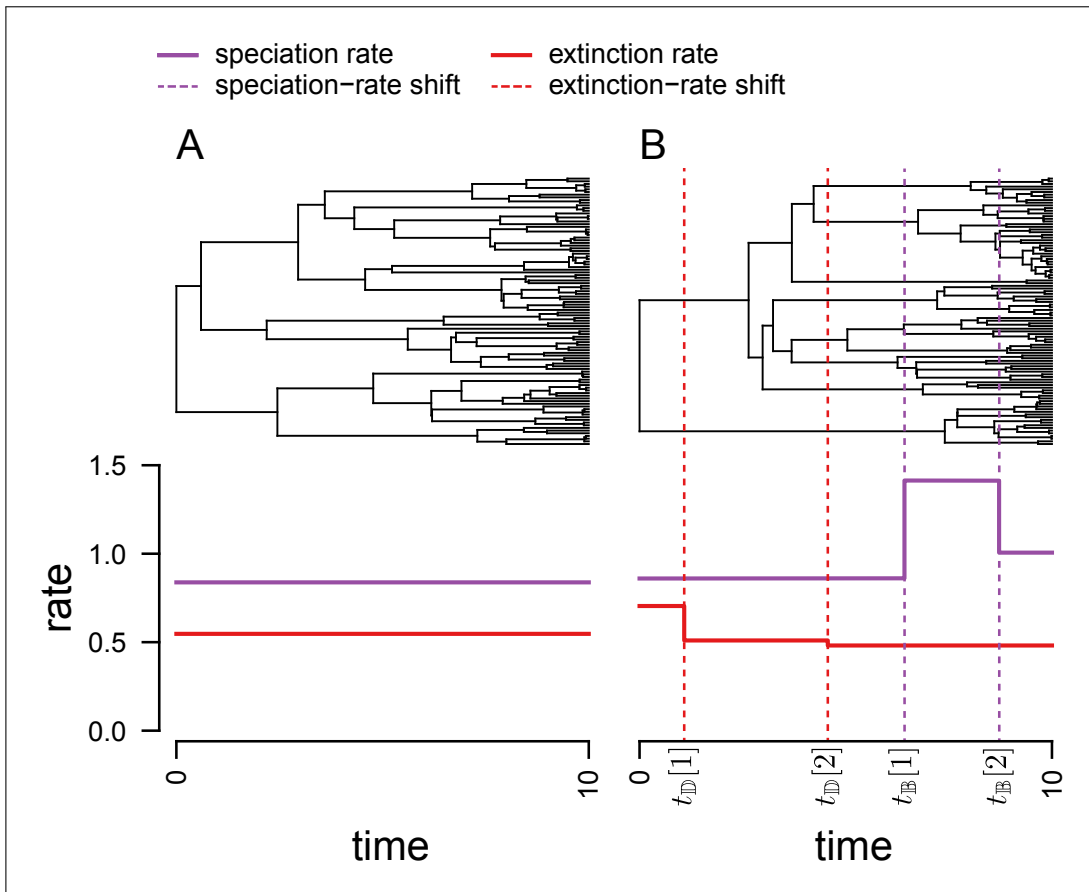 speciation rate
extinction rate
speciation−rate shift
extinction−rate shift
A
B
1.5
1.0
0.5
0.0
rate
0
10
time
0
t𝔻[1]
t𝔻[2]
t𝔹[1]
t𝔹[2]
10
time